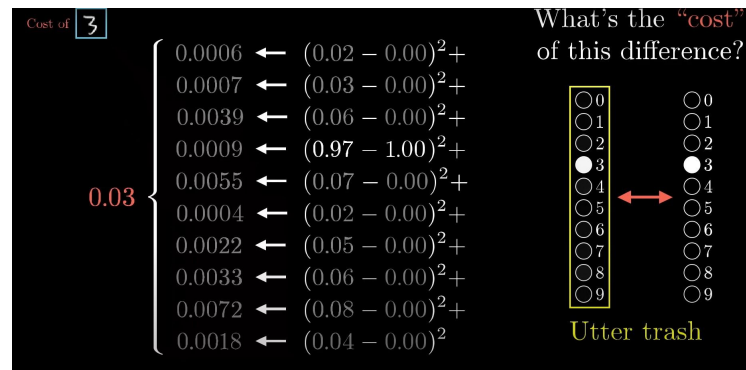 Cost of 3
What's the "cost"
of this difference?
0.03
0.0006 ← (0.02 − 0.00)²+
0.0007 ← (0.03 − 0.00)²+
0.0039 ← (0.06 − 0.00)²+
0.0009 ← (0.97 − 1.00)²+
0.0055 ← (0.07 − 0.00)²+
0.0004 ← (0.02 − 0.00)²+
0.0022 ← (0.05 − 0.00)²+
0.0033 ← (0.06 − 0.00)²+
0.0072 ← (0.08 − 0.00)²+
0.0018 ← (0.04 − 0.00)²
0 0
1 1
2 2
3 3
4 4
5 5
6 6
7 7
8 8
9 9
Utter trash